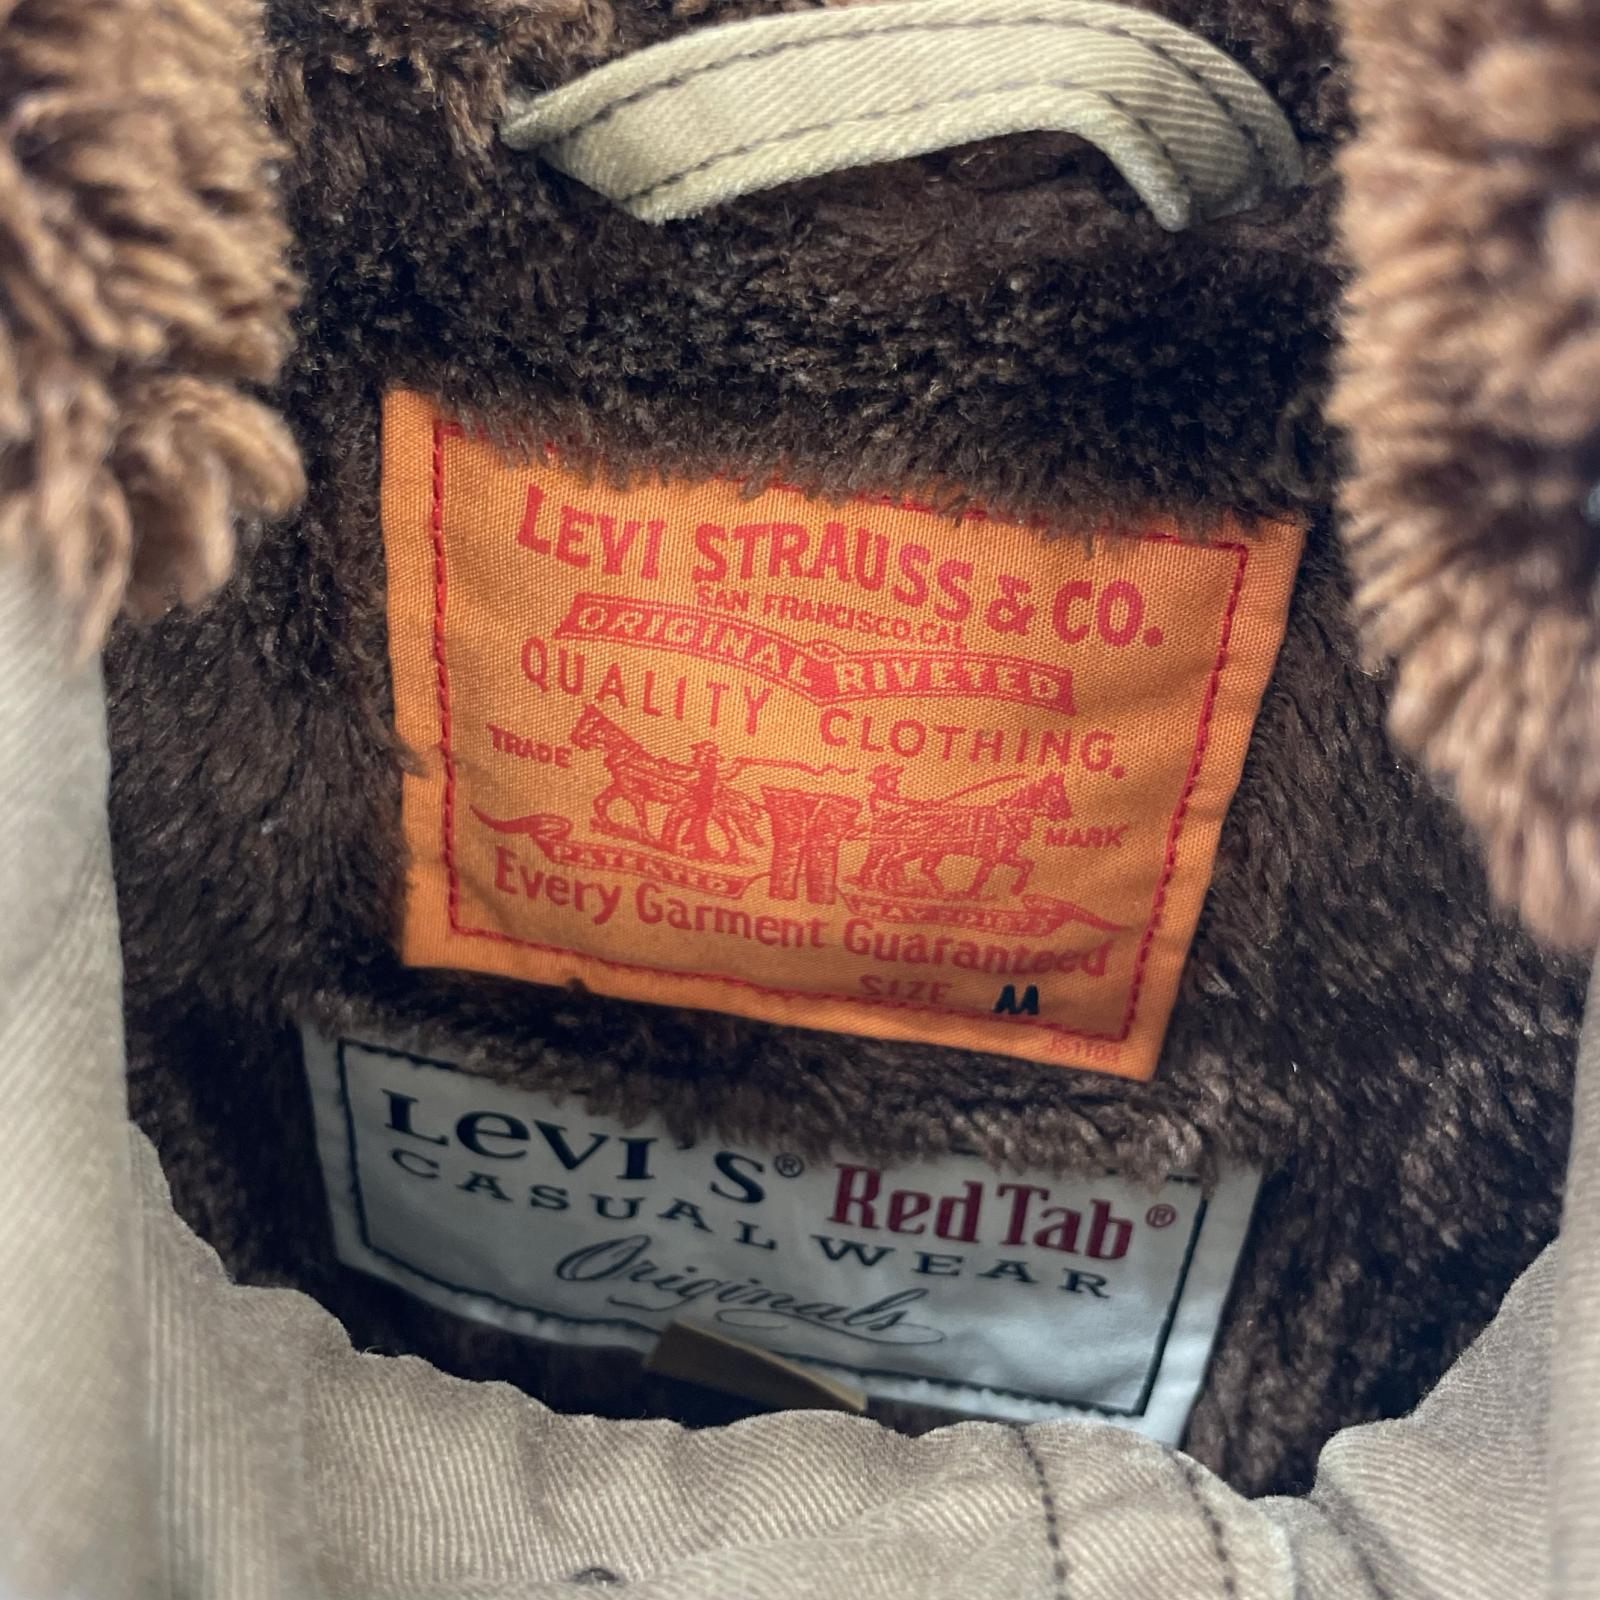 LEVI STRAUSS & CO.
SAN FRANCISCO, CAL
ORIGINAL RIVETED
QUALITY CLOTHING.
TRADE MARK
PATENTED
Every Garment Guaranteed
SIZE M
LEVI'S® Red Tab®
CASUAL WEAR
Originals